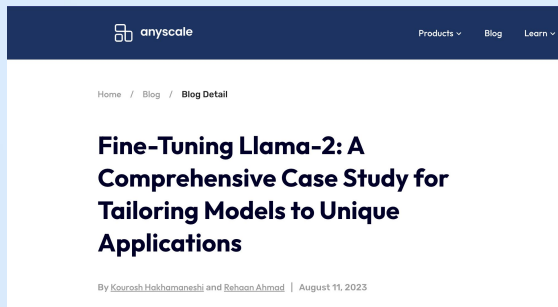 anyscale
Products
Blog
Learn
Home / Blog / Blog Detail
Fine-Tuning Llama-2: A
Comprehensive Case Study for
Tailoring Models to Unique
Applications
By Kourosh Hakhamaneshi and Rehaan Ahmad | August 11, 2023